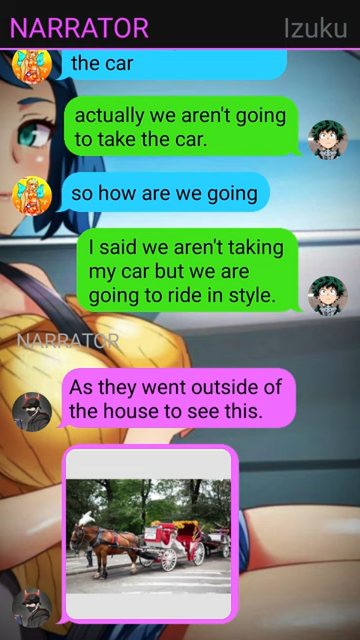 NARRATOR
Izuku
the car
actually we aren't going
to take the car.
so how are we going
I said we aren't taking
my car but we are
going to ride in style.
NARRATOR
As they went outside of
the house to see this.